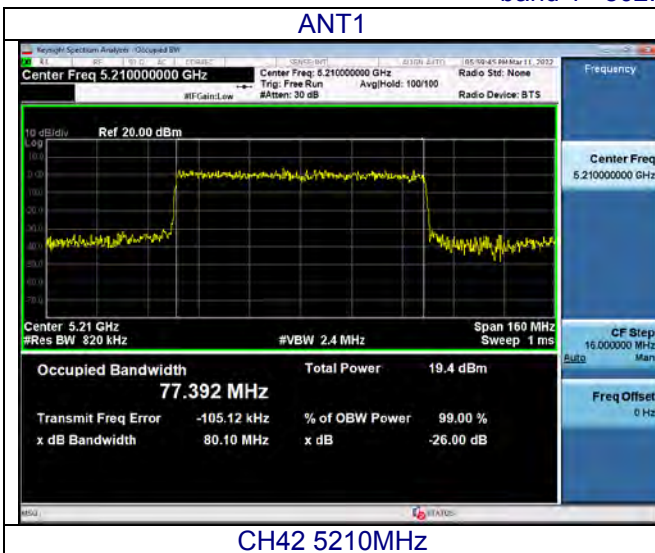 ANT1
Keysight Spectrum Analyzer - Occupied BW
Center Freq 5.210000000 GHz
Center Freq: 5.210000000 GHz
Radio Std: None
Trig: Free Run
Avg|Hold: 100/100
#IFGain:Low
#Atten: 30 dB
Radio Device: BTS
Frequency
10 dB/div
Ref 20.00 dBm
Log
Center Freq
5.210000000 GHz
Center 5.21 GHz
Span 160 MHz
#Res BW 820 kHz
#VBW 2.4 MHz
Sweep 1 ms
CF Step
16.000000 MHz
Auto
Man
Occupied Bandwidth
77.392 MHz
Total Power
19.4 dBm
Freq Offset
0 Hz
Transmit Freq Error
-105.12 kHz
% of OBW Power
99.00 %
x dB Bandwidth
80.10 MHz
x dB
-26.00 dB
MSG
STATUS
CH42 5210MHz